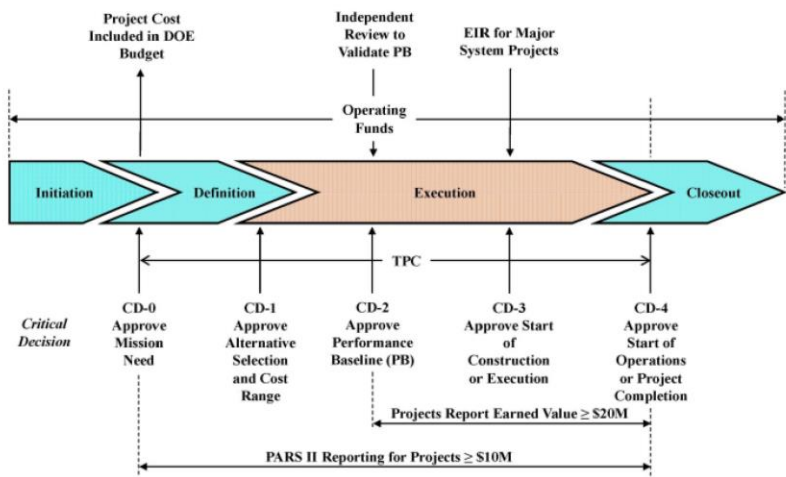 Project Cost
Included in DOE
Budget
Independent
Review to
Validate PB
EIR for Major
System Projects
Operating
Funds
Initiation
Definition
Execution
Closeout
TPC
Critical
Decision
CD-0
Approve
Mission
Need
CD-1
Approve
Alternative
Selection
and Cost
Range
CD-2
Approve
Performance
Baseline (PB)
CD-3
Approve Start
of
Construction
or Execution
CD-4
Approve
Start of
Operations
or Project
Completion
Projects Report Earned Value ≥ $20M
PARS II Reporting for Projects ≥ $10M